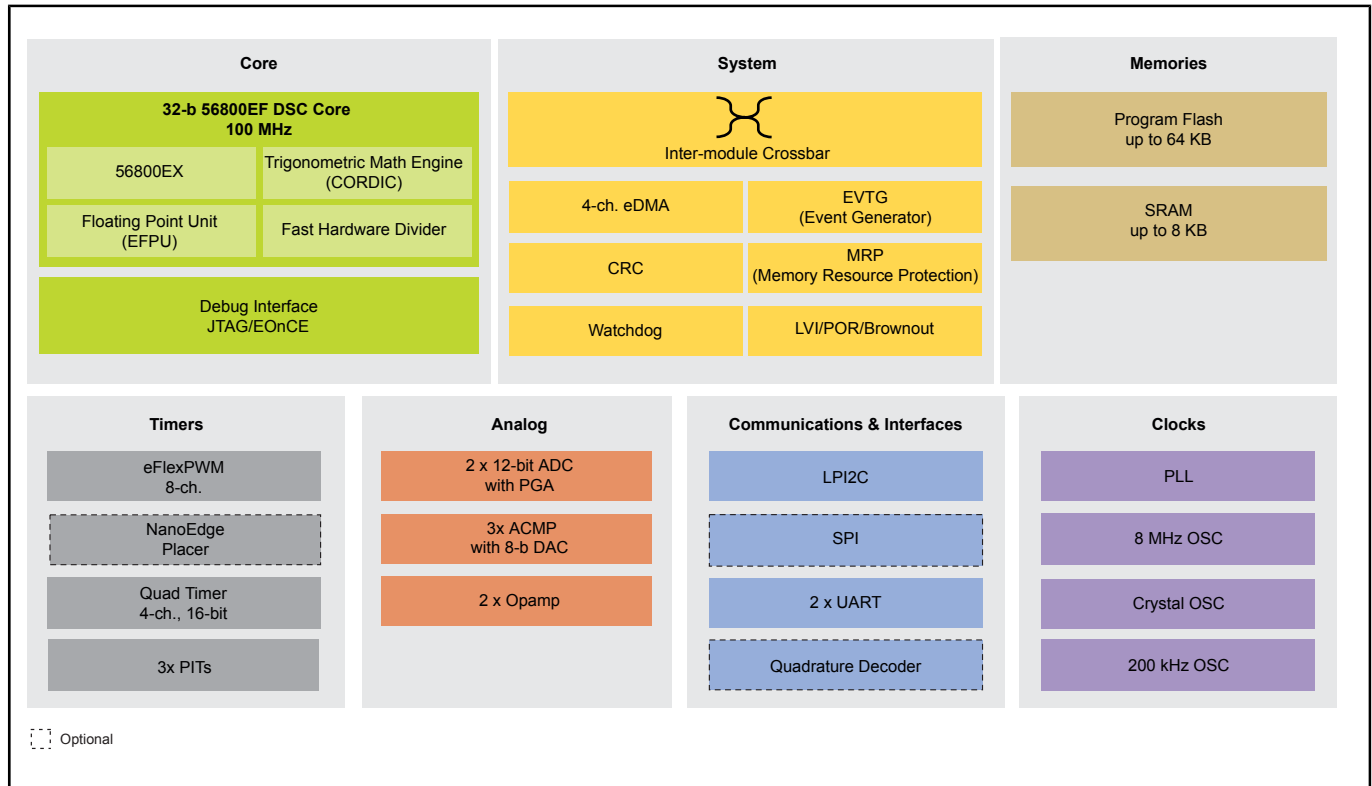 Core
32-b 56800EF DSC Core
100 MHz
56800EX
Trigonometric Math Engine
(CORDIC)
Floating Point Unit
(EFPU)
Fast Hardware Divider
Debug Interface
JTAG/EOnCE
System
Inter-module Crossbar
4-ch. eDMA
EVTG
(Event Generator)
CRC
MRP
(Memory Resource Protection)
Watchdog
LVI/POR/Brownout
Memories
Program Flash
up to 64 KB
SRAM
up to 8 KB
Timers
eFlexPWM
8-ch.
NanoEdge
Placer
Quad Timer
4-ch., 16-bit
3x PITs
Analog
2 x 12-bit ADC
with PGA
3x ACMP
with 8-b DAC
2 x Opamp
Communications & Interfaces
LPI2C
SPI
2 x UART
Quadrature Decoder
Clocks
PLL
8 MHz OSC
Crystal OSC
200 kHz OSC
Optional